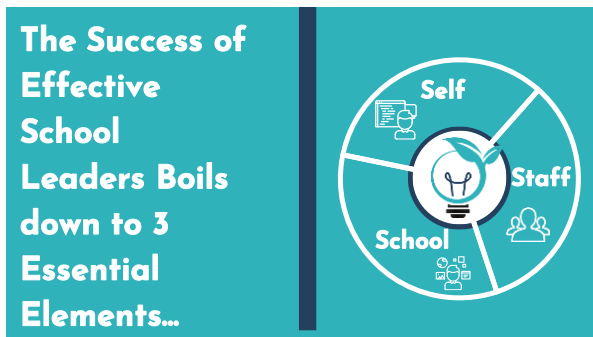 The Success of
Effective
School
Leaders Boils
down to 3
Essential
Elements...
Self
Staff
School